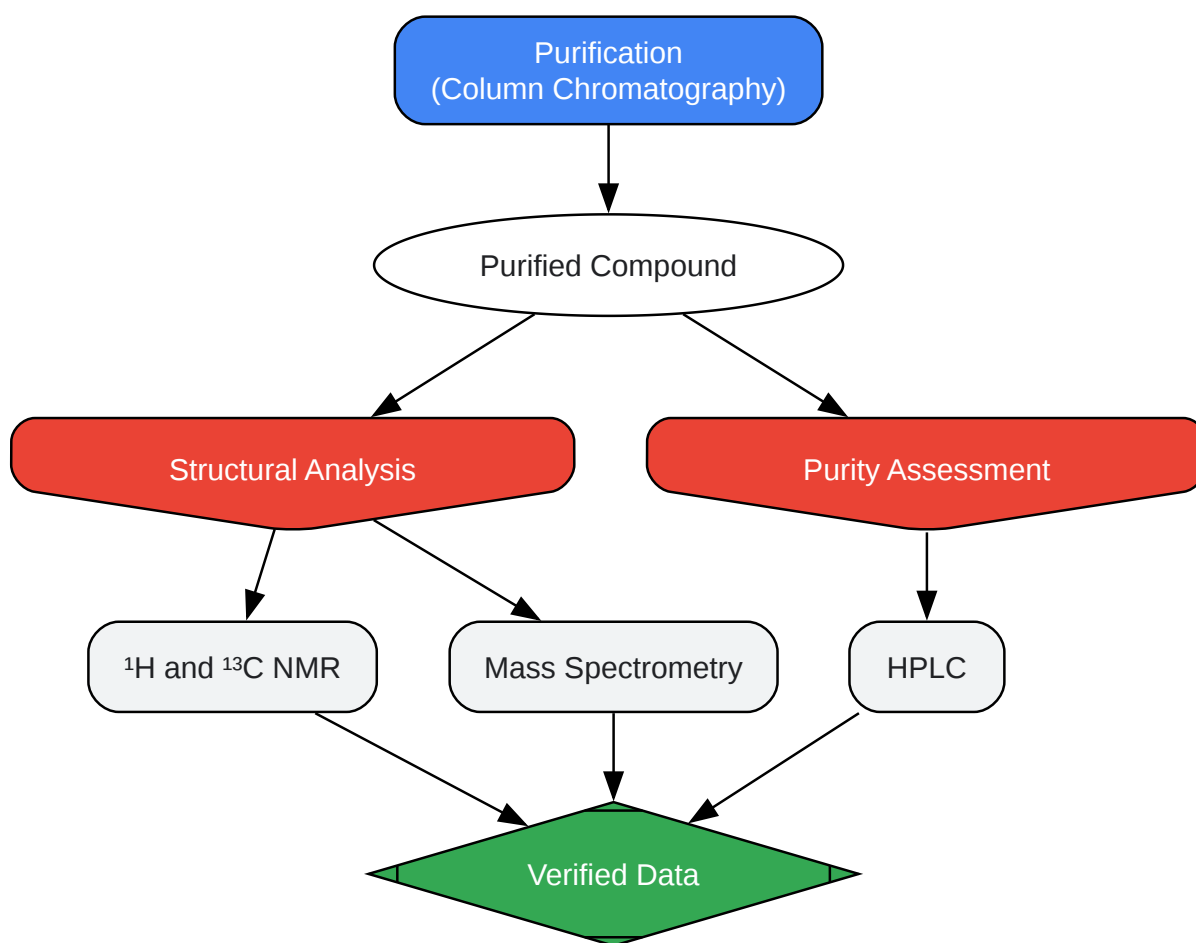 Purification
(Column Chromatography)
Purified Compound
Structural Analysis
Purity Assessment
¹H and ¹³C NMR
Mass Spectrometry
HPLC
Verified Data